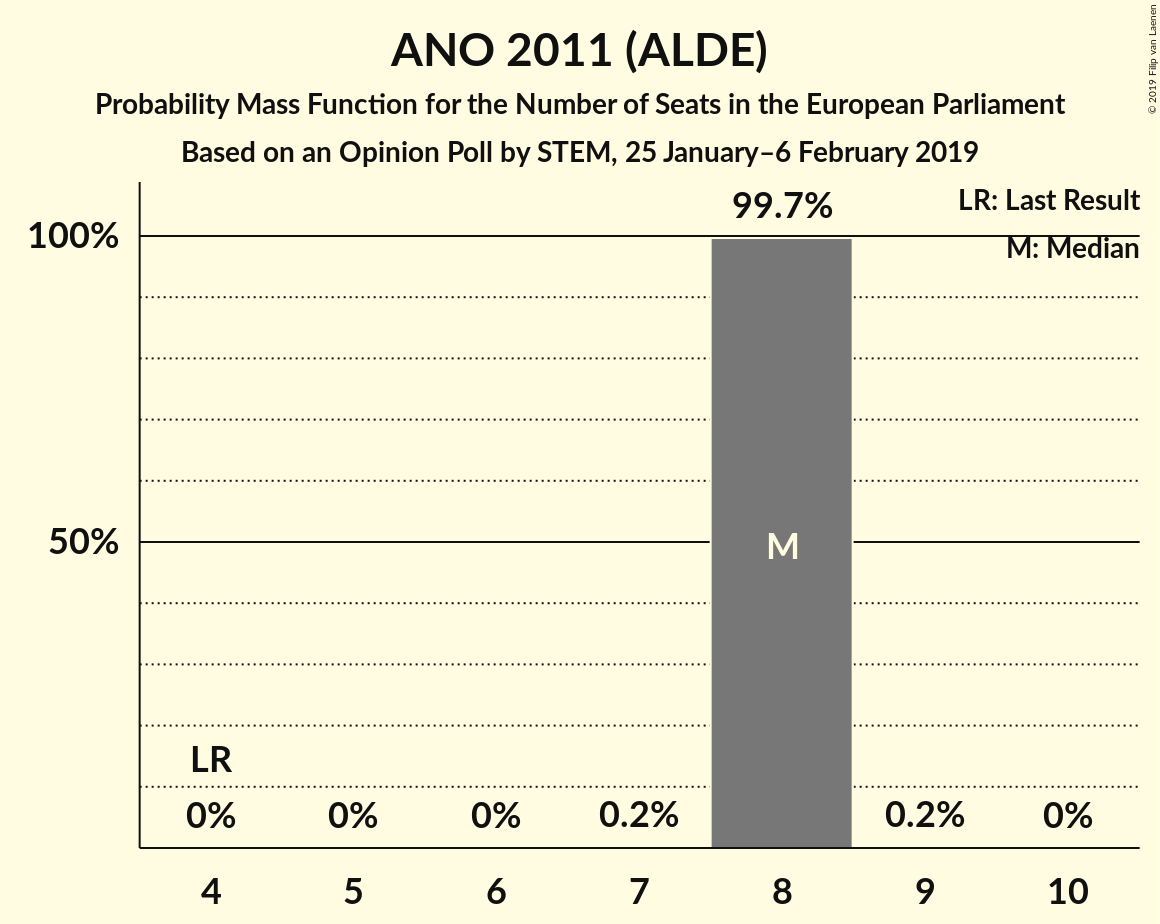 ANO 2011 (ALDE)
Probability Mass Function for the Number of Seats in the European Parliament
Based on an Opinion Poll by STEM, 25 January–6 February 2019
© 2019 Filip van Laenen
LR: Last Result
M: Median
99.7%
100%
50%
M
LR
0%
0%
0%
0.2%
0.2%
0%
4
5
6
7
8
9
10